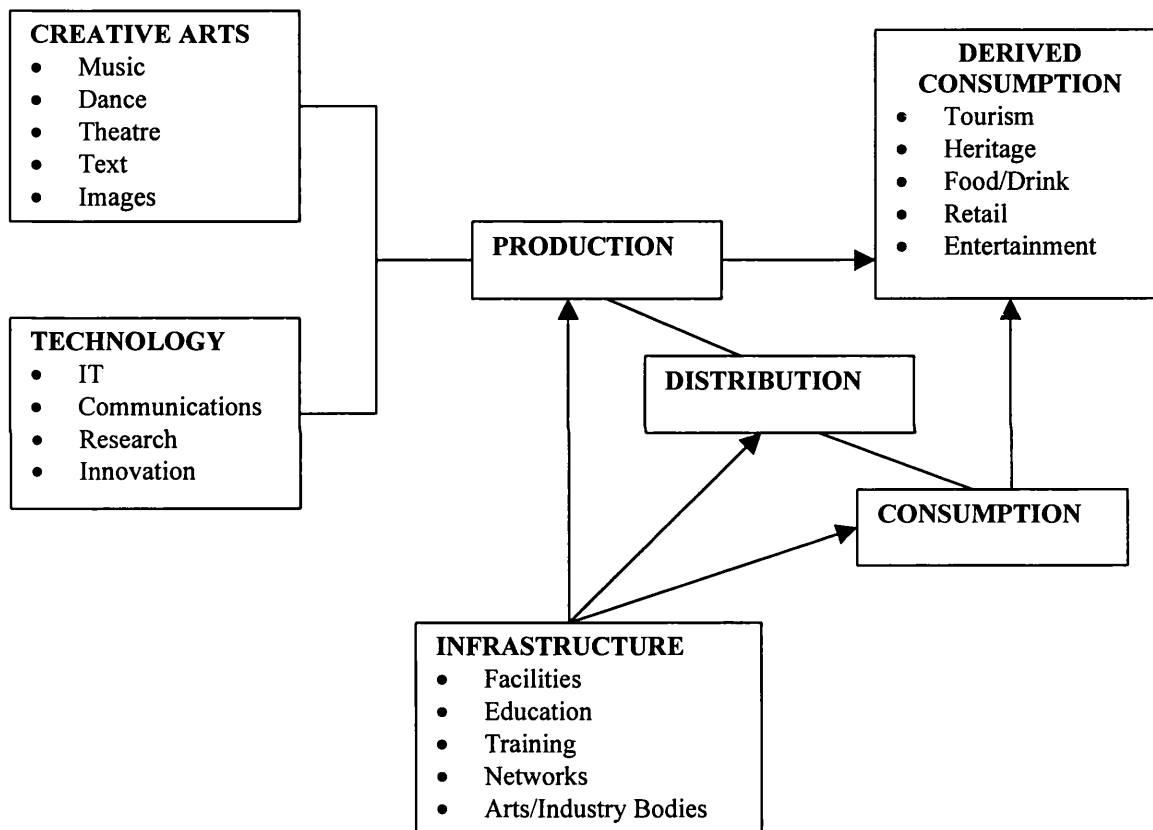 CREATIVE ARTS
• Music
• Dance
• Theatre
• Text
• Images
TECHNOLOGY
• IT
• Communications
• Research
• Innovation
PRODUCTION
DISTRIBUTION
CONSUMPTION
DERIVED
CONSUMPTION
• Tourism
• Heritage
• Food/Drink
• Retail
• Entertainment
INFRASTRUCTURE
• Facilities
• Education
• Training
• Networks
• Arts/Industry Bodies